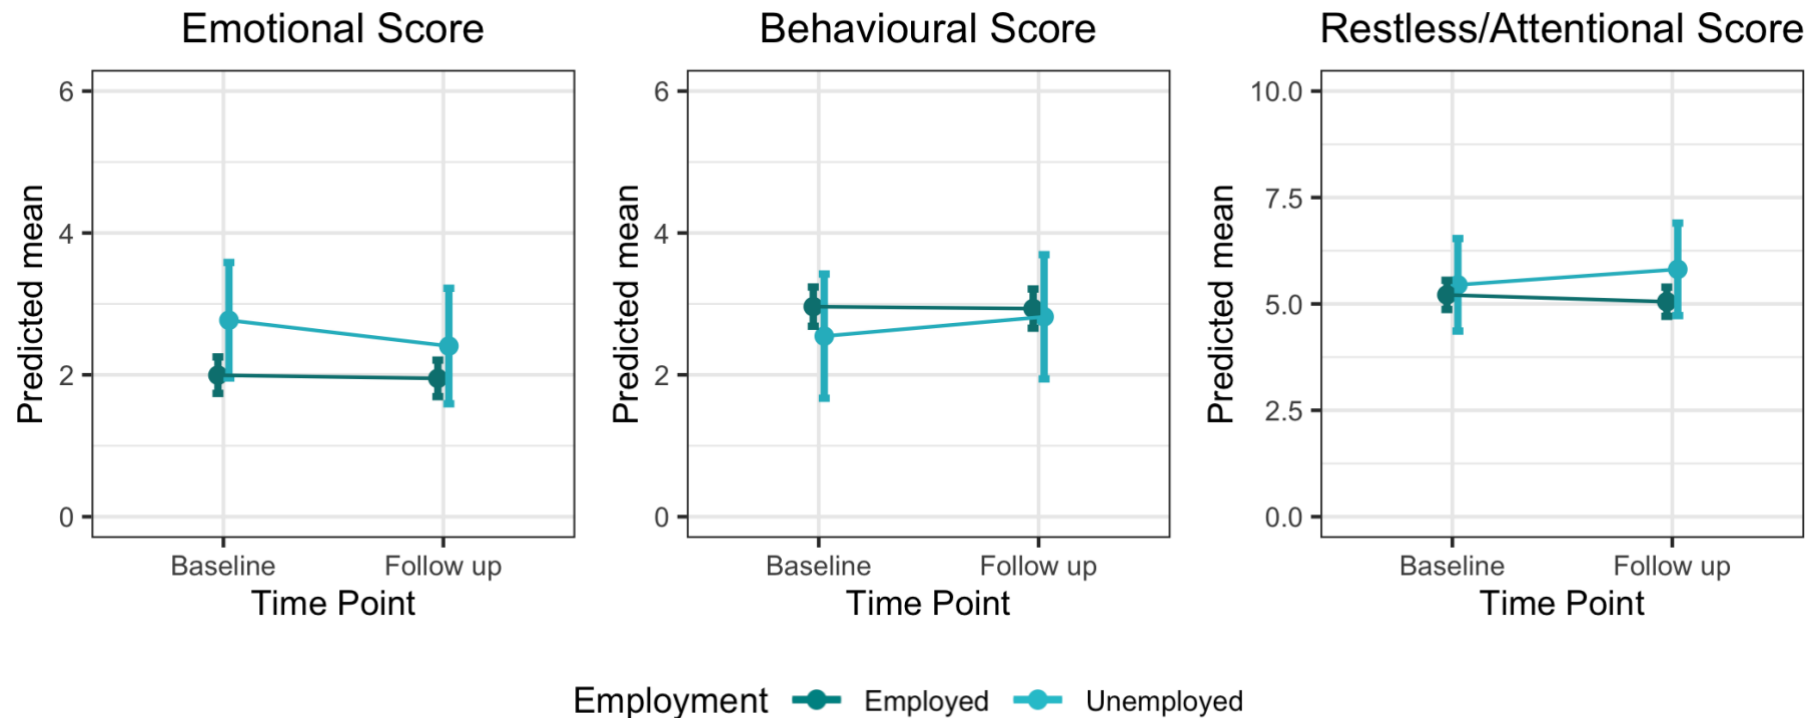 Emotional Score
Behavioural Score
Restless/Attentional Score
Predicted mean
6
4
2
0
Baseline
Follow up
Time Point
Predicted mean
6
4
2
0
Baseline
Follow up
Time Point
Predicted mean
10.0
7.5
5.0
2.5
0.0
Baseline
Follow up
Time Point
Employment Employed Unemployed